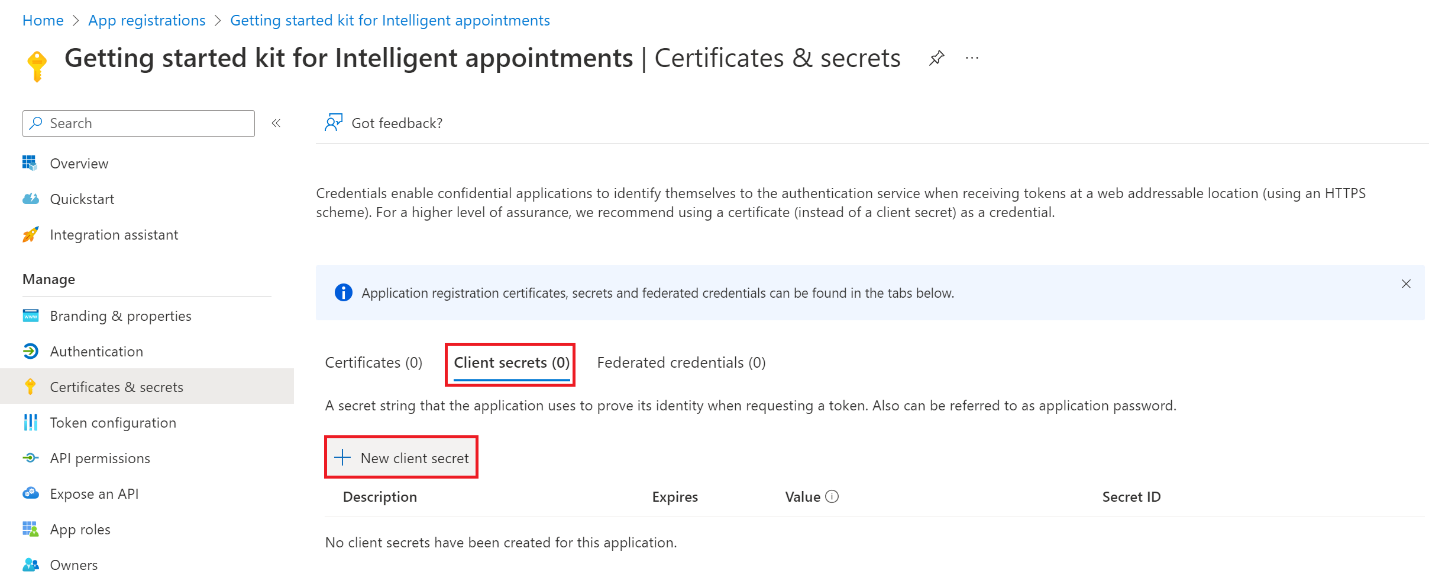 Home > App registrations > Getting started kit for Intelligent appointments
Getting started kit for Intelligent appointments | Certificates & secrets ...
Search «
Overview
Quickstart
Integration assistant
Manage
Branding & properties
Authentication
Certificates & secrets
Token configuration
API permissions
Expose an API
App roles
Owners
Got feedback?
Credentials enable confidential applications to identify themselves to the authentication service when receiving tokens at a web addressable location (using an HTTPS
scheme). For a higher level of assurance, we recommend using a certificate (instead of a client secret) as a credential.
Application registration certificates, secrets and federated credentials can be found in the tabs below.
Certificates (0) Client secrets (0) Federated credentials (0)
A secret string that the application uses to prove its identity when requesting a token. Also can be referred to as application password.
New client secret
Description Expires Value Secret ID
No client secrets have been created for this application.